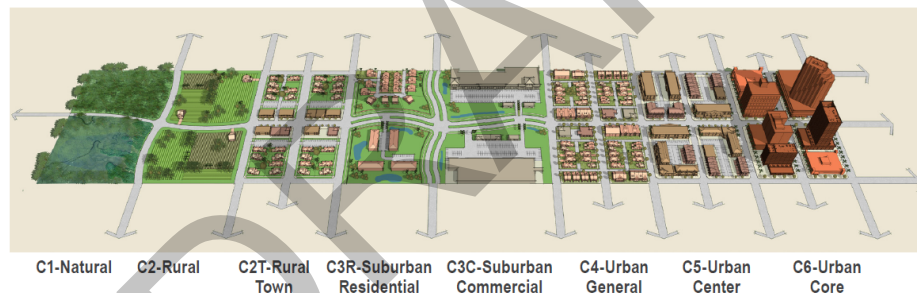 DRAFT
C1-Natural
C2-Rural
C2T-Rural
Town
C3R-Suburban
Residential
C3C-Suburban
Commercial
C4-Urban
General
C5-Urban
Center
C6-Urban
Core